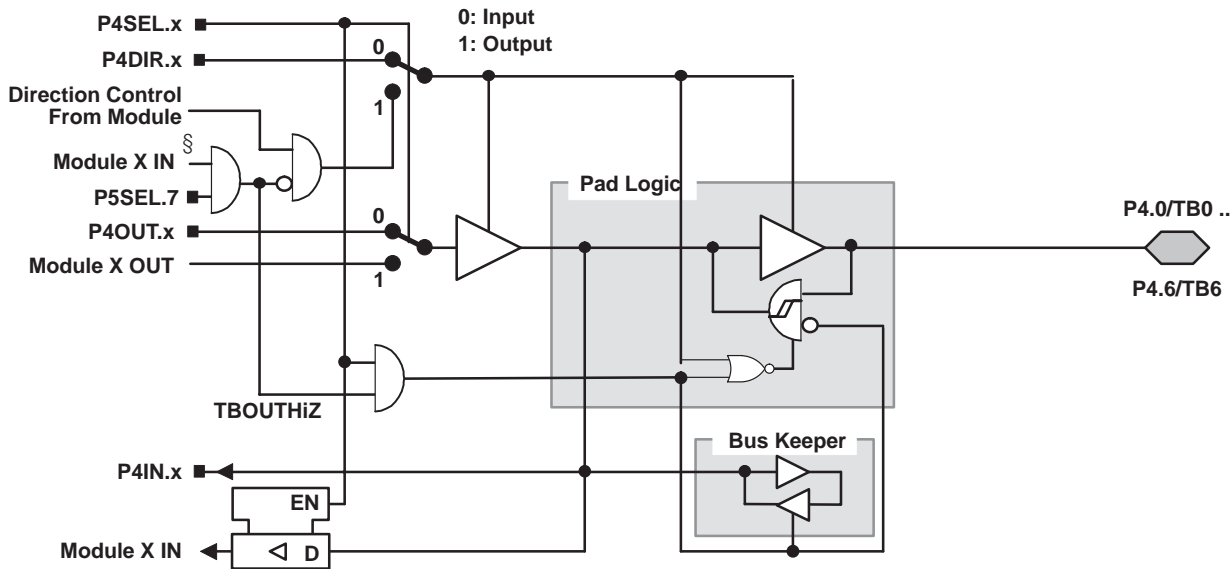 P4SEL.x
0: Input
1: Output
P4DIR.x
0
1
Direction Control
From Module
§
Module X IN
P5SEL.7
Pad Logic
P4OUT.x
0
1
Module X OUT
P4.0/TB0 ..
P4.6/TB6
TBOUTHiZ
Bus Keeper
P4IN.x
EN
D
Module X IN